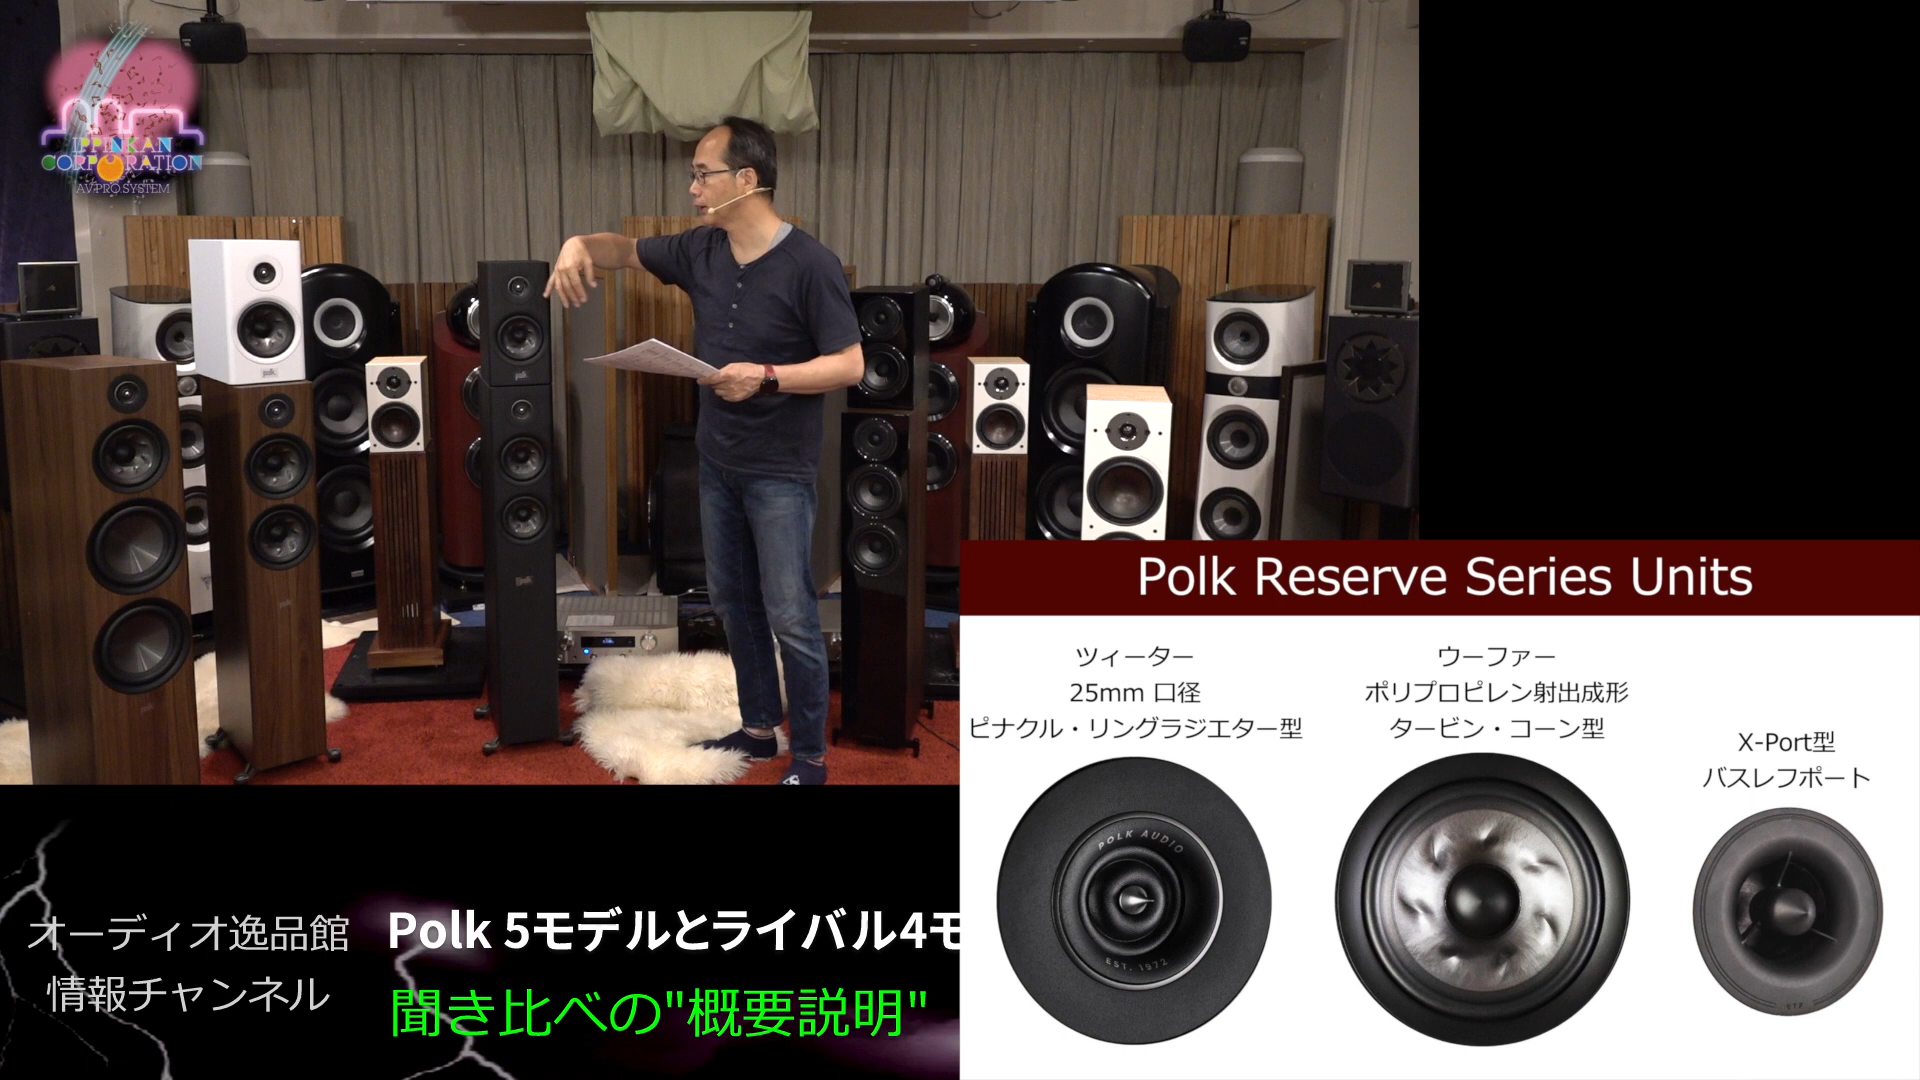 IPPINKAN
CORPORATION
AV-PRO.SYSTEM
polk
polk
polk
Polk Reserve Series Units
ツィーター
25mm 口径
ピナクル・リングラジエター型
ウーファー
ポリプロピレン射出成形
タービン・コーン型
X-Port型
バスレフポート
POLK AUDIO
EST. 1972
オーディオ逸品館
情報チャンネル
Polk 5モデルとライバル4モ
聞き比べの"概要説明"